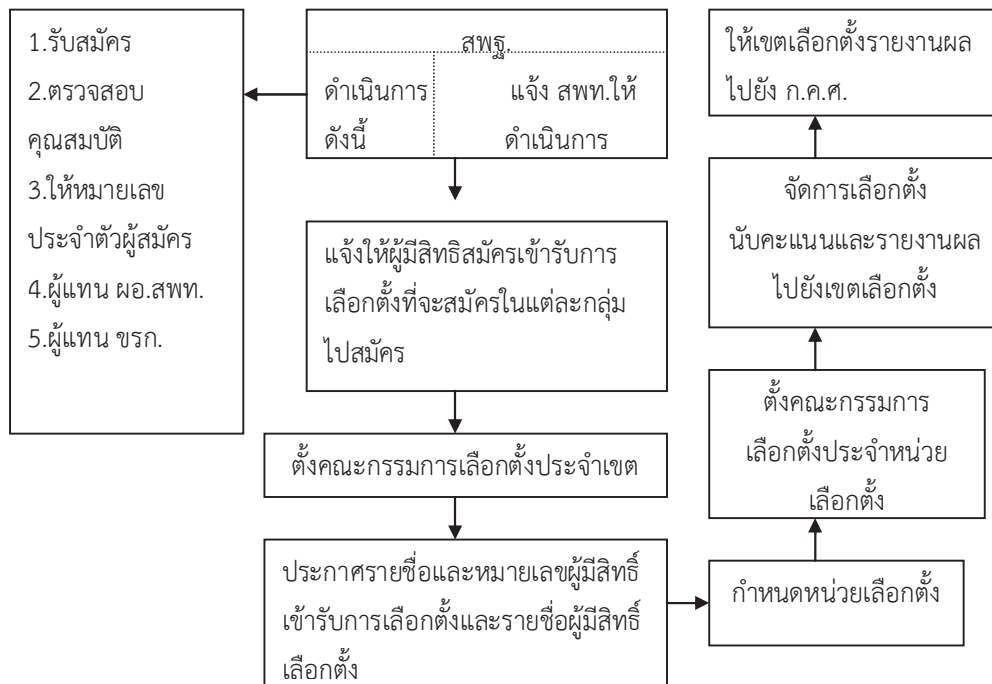 1.รับสมัคร
2.ตรวจสอบ
คุณสมบัติ
3.ให้หมายเลข
ประจำตัวผู้สมัคร
4.ผู้แทน ผอ.สพท.
5.ผู้แทน ขรก.
สพฐ.
ดำเนินการ
ดังนี้
แจ้ง สพท.ให้
ดำเนินการ
แจ้งให้ผู้มีสิทธิสมัครเข้ารับการ
เลือกตั้งที่จะสมัครในแต่ละกลุ่ม
ไปสมัคร
ตั้งคณะกรรมการเลือกตั้งประจำเขต
ประกาศรายชื่อและหมายเลขผู้มีสิทธิ์
เข้ารับการเลือกตั้งและรายชื่อผู้มีสิทธิ์
เลือกตั้ง
กำหนดหน่วยเลือกตั้ง
ตั้งคณะกรรมการ
เลือกตั้งประจำหน่วย
เลือกตั้ง
จัดการเลือกตั้ง
นับคะแนนและรายงานผล
ไปยังเขตเลือกตั้ง
ให้เขตเลือกตั้งรายงานผล
ไปยัง ก.ค.ศ.